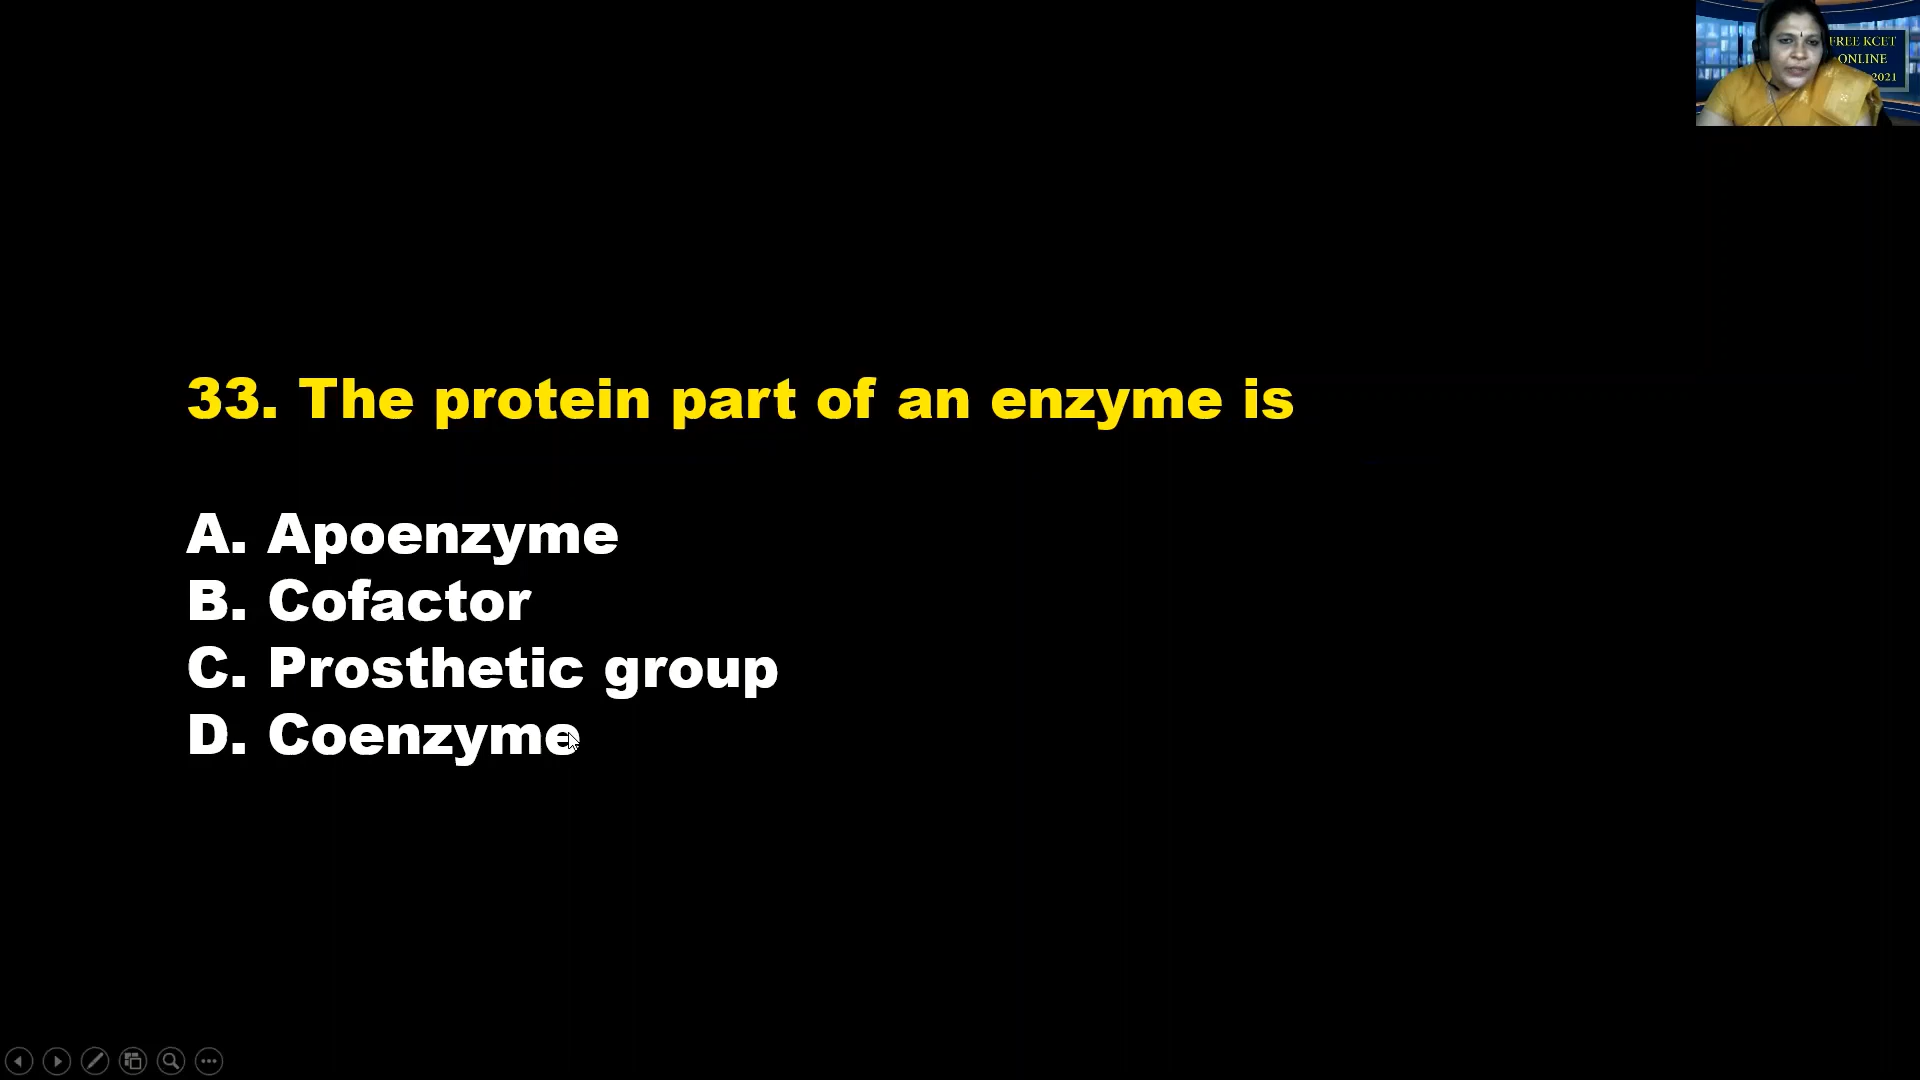 FREE KCET
ONLINE
2021
33. The protein part of an enzyme is
A. Apoenzyme
B. Cofactor
C. Prosthetic group
D. Coenzyme